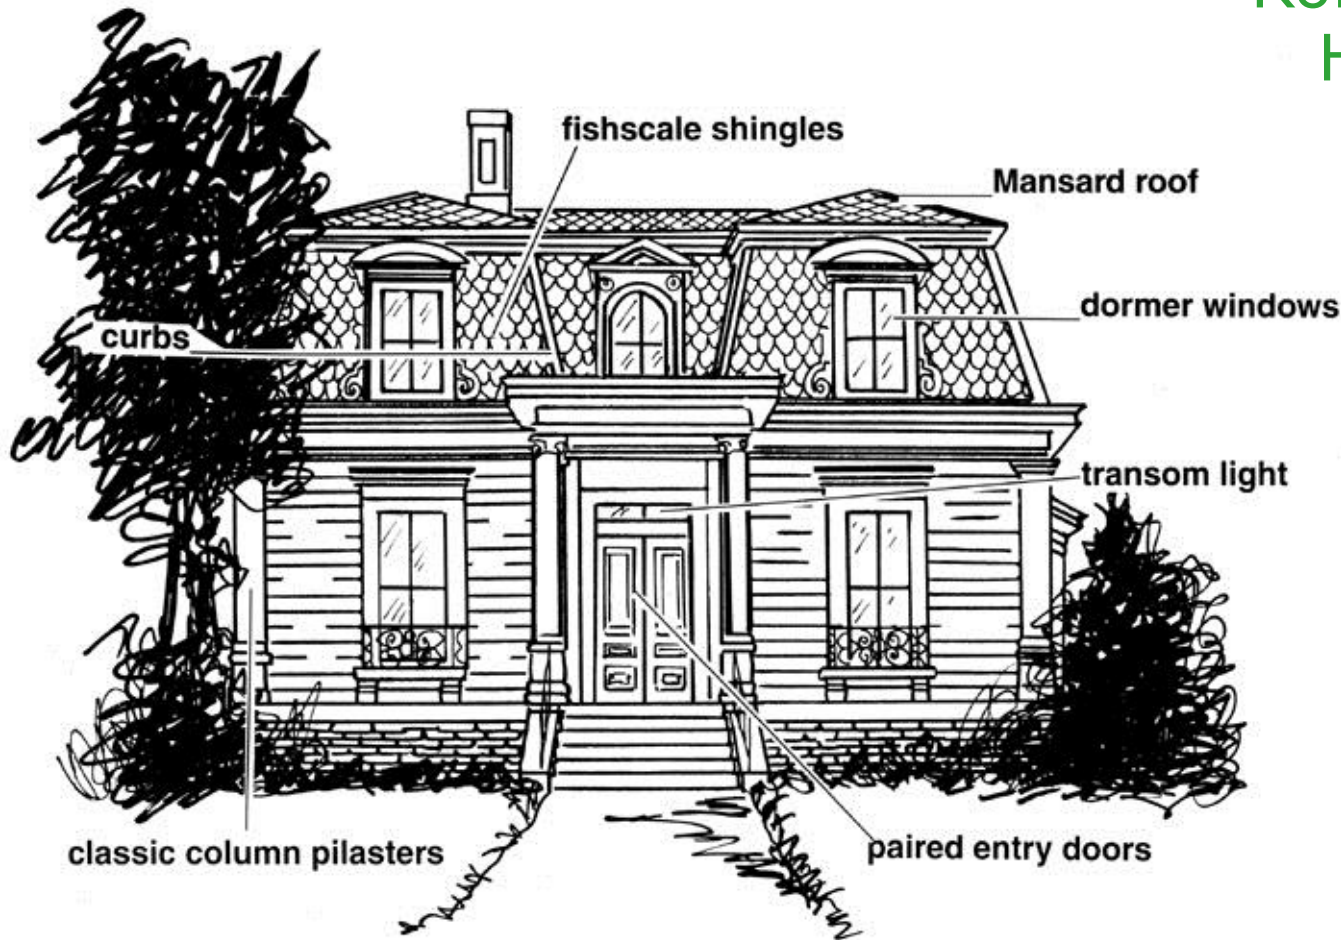 fishscale shingles
Mansard roof
dormer windows
curbs
transom light
classic column pilasters
paired entry doors